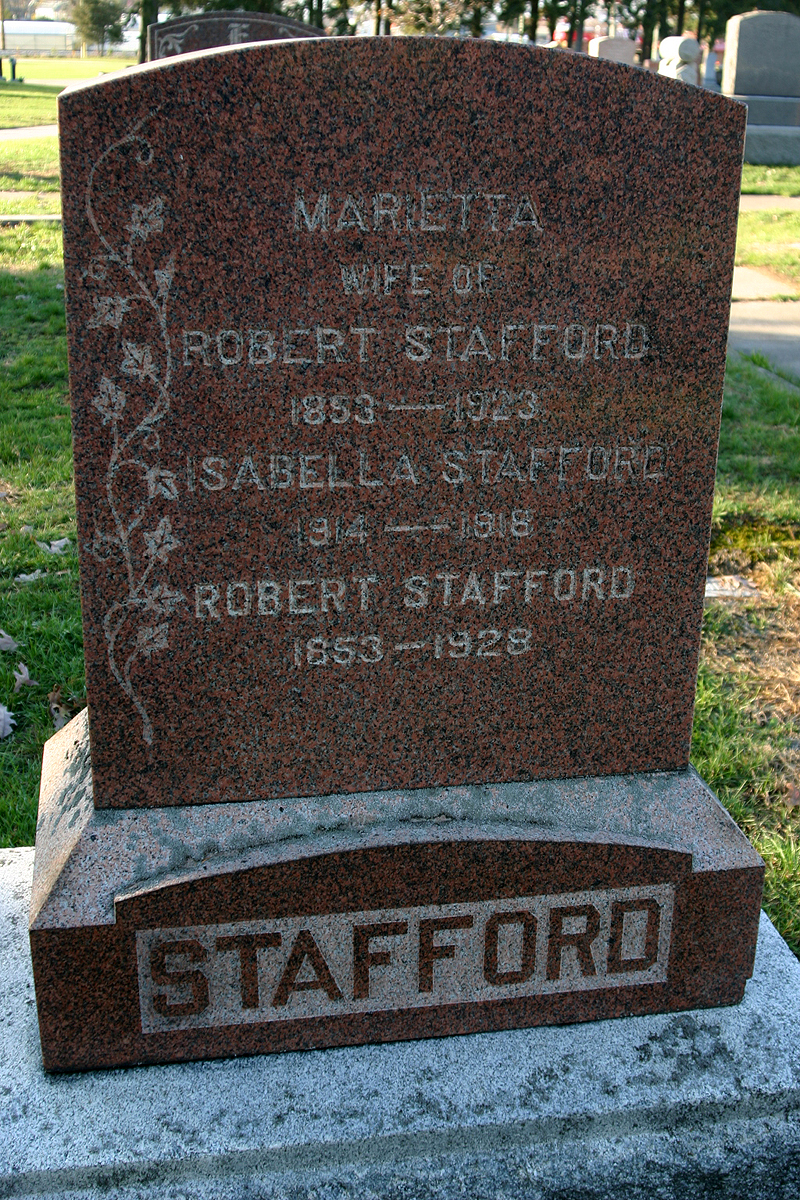 MARIETTA
WIFE OF
ROBERT STAFFORD
1853—1923
ISABELLA STAFFORD
1914—1918
ROBERT STAFFORD
1853—1928
STAFFORD